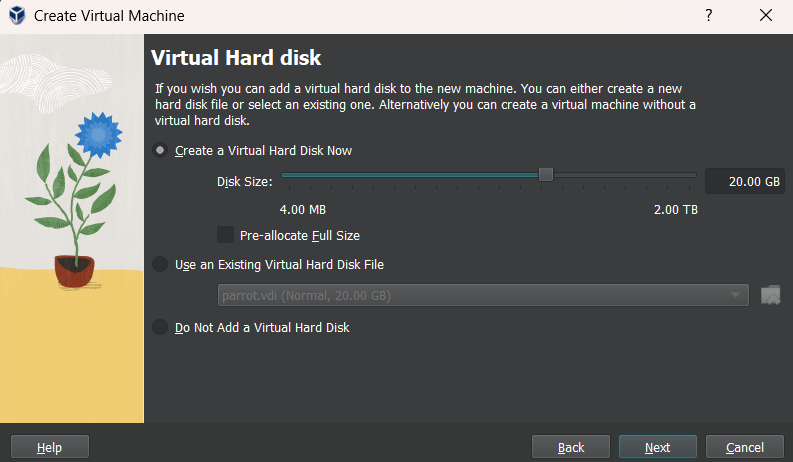 Create Virtual Machine
?
Virtual Hard disk
If you wish you can add a virtual hard disk to the new machine. You can either create a new
hard disk file or select an existing one. Alternatively you can create a virtual machine without a
virtual hard disk.
Create a Virtual Hard Disk Now
Disk Size:
20.00 GB
4.00 MB
2.00 TB
Pre-allocate Full Size
Use an Existing Virtual Hard Disk File
parrot.vdi (Normal, 20.00 GB)
Do Not Add a Virtual Hard Disk
Help
Back
Next
Cancel